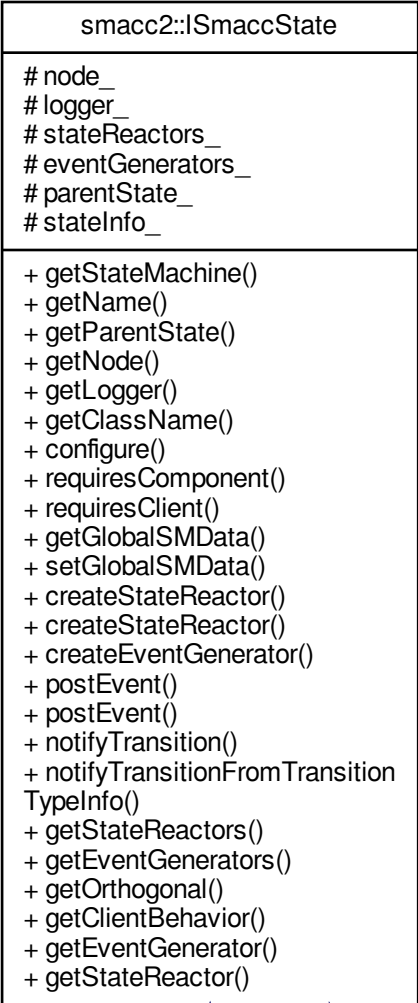 smacc2::ISmaccState
# node_
# logger_
# stateReactors_
# eventGenerators_
# parentState_
# stateInfo_
+ getStateMachine()
+ getName()
+ getParentState()
+ getNode()
+ getLogger()
+ getClassName()
+ configure()
+ requiresComponent()
+ requiresClient()
+ getGlobalSMData()
+ setGlobalSMData()
+ createStateReactor()
+ createStateReactor()
+ createEventGenerator()
+ postEvent()
+ postEvent()
+ notifyTransition()
+ notifyTransitionFromTransition
TypeInfo()
+ getStateReactors()
+ getEventGenerators()
+ getOrthogonal()
+ getClientBehavior()
+ getEventGenerator()
+ getStateReactor()